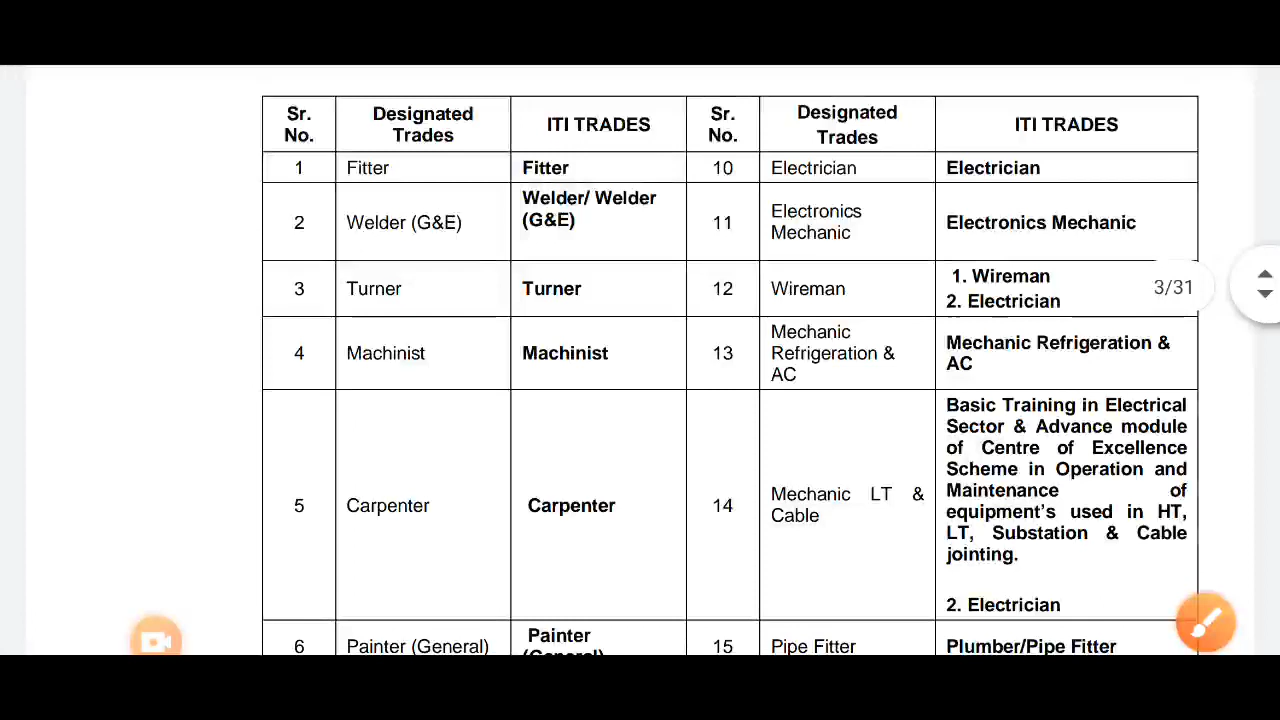 Sr. No. Designated Trades ITI TRADES Sr. No. Designated Trades ITI TRADES
1 Fitter Fitter 10 Electrician Electrician
2 Welder (G&E) Welder/ Welder (G&E) 11 Electronics Mechanic Electronics Mechanic
3 Turner Turner 12 Wireman 1. Wireman
2. Electrician
3/31
4 Machinist Machinist 13 Mechanic Refrigeration & AC Mechanic Refrigeration & AC
5 Carpenter Carpenter 14 Mechanic LT & Cable Basic Training in Electrical
Sector & Advance module
of Centre of Excellence
Scheme in Operation and
Maintenance of
equipment's used in HT,
LT, Substation & Cable
jointing.
2. Electrician
6 Painter (General) Painter (General) 15 Pipe Fitter Plumber/Pipe Fitter